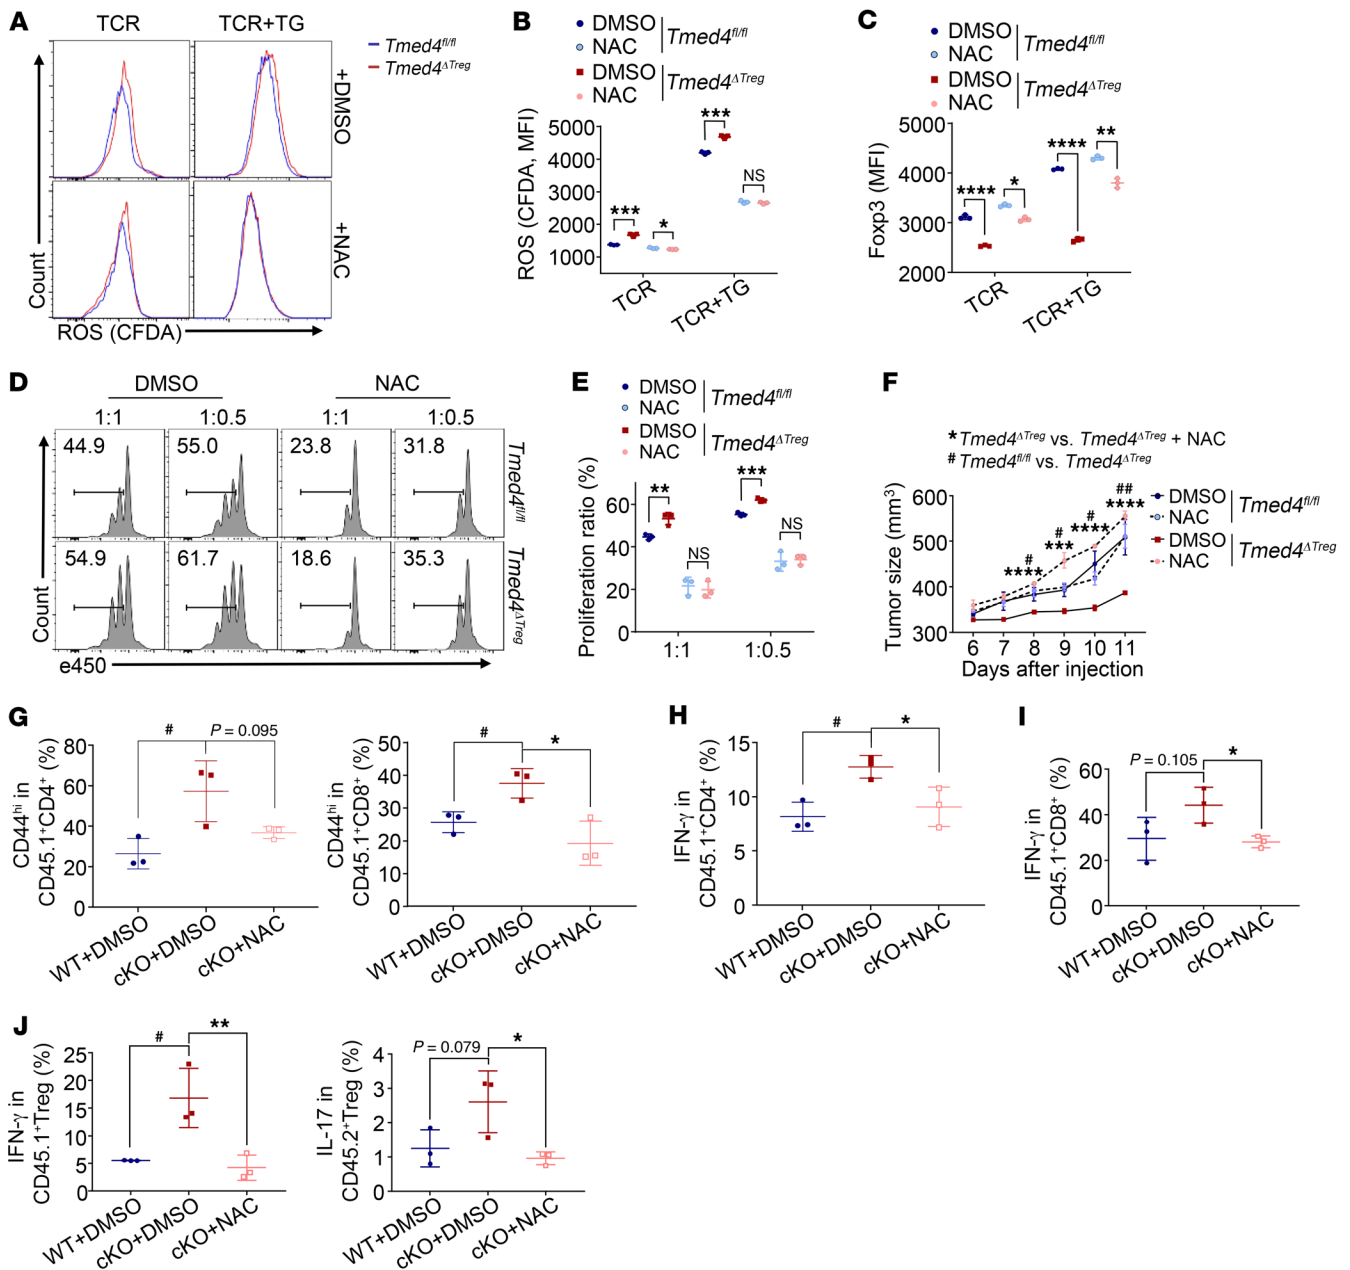 A
TCR
TCR+TG
Tmed4fl/fl
Tmed4ΔTreg
+DMSO
+NAC
Count
ROS (CFDA)
B
DMSO
NAC
Tmed4fl/fl
DMSO
NAC
Tmed4ΔTreg
ROS (CFDA, MFI)
5000
4000
3000
2000
1000
***
*
***
NS
TCR
TCR+TG
C
DMSO
NAC
Tmed4fl/fl
DMSO
NAC
Tmed4ΔTreg
Foxp3 (MFI)
5000
4000
3000
2000
****
*
****
**
TCR
TCR+TG
D
DMSO
NAC
1:1
1:0.5
1:1
1:0.5
44.9
55.0
23.8
31.8
Tmed4fl/fl
54.9
61.7
18.6
35.3
Tmed4ΔTreg
Count
e450
E
DMSO
NAC
Tmed4fl/fl
DMSO
NAC
Tmed4ΔTreg
Proliferation ratio (%)
60
40
20
0
**
NS
***
NS
1:1
1:0.5
F
* Tmed4ΔTreg vs. Tmed4ΔTreg + NAC
# Tmed4fl/fl vs. Tmed4ΔTreg
Tumor size (mm3)
600
500
400
300
#
****
#
***
#
****
##
****
DMSO
NAC
Tmed4fl/fl
DMSO
NAC
Tmed4ΔTreg
6 7 8 9 10 11
Days after injection
G
CD44hi in
CD45.1+CD4+ (%)
80
60
40
20
0
#
P = 0.095
WT+DMSO
cKO+DMSO
cKO+NAC
CD44hi in
CD45.1+CD8+ (%)
50
40
30
20
10
0
#
*
WT+DMSO
cKO+DMSO
cKO+NAC
H
IFN-γ in
CD45.1+CD4+ (%)
15
10
5
0
#
*
WT+DMSO
cKO+DMSO
cKO+NAC
I
IFN-γ in
CD45.1+CD8+ (%)
60
40
20
0
P = 0.105
*
WT+DMSO
cKO+DMSO
cKO+NAC
J
IFN-γ in
CD45.1+Treg (%)
25
20
15
10
5
0
#
**
WT+DMSO
cKO+DMSO
cKO+NAC
IL-17 in
CD45.2+Treg (%)
4
3
2
1
0
P = 0.079
*
WT+DMSO
cKO+DMSO
cKO+NAC